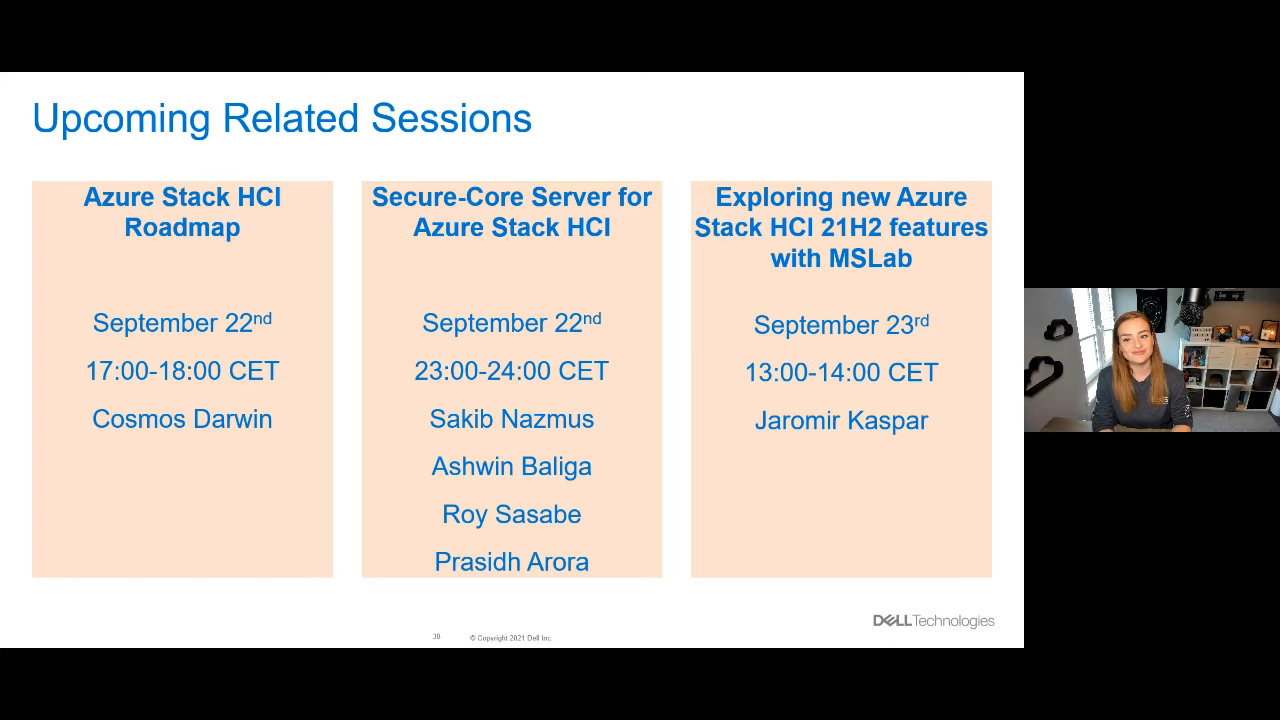 Upcoming Related Sessions
Azure Stack HCI
Roadmap
September 22nd
17:00-18:00 CET
Cosmos Darwin
Secure-Core Server for
Azure Stack HCI
September 22nd
23:00-24:00 CET
Sakib Nazmus
Ashwin Baliga
Roy Sasabe
Prasidh Arora
Exploring new Azure
Stack HCI 21H2 features
with MSLab
September 23rd
13:00-14:00 CET
Jaromir Kaspar
38
© Copyright 2021 Dell Inc.
DELL Technologies